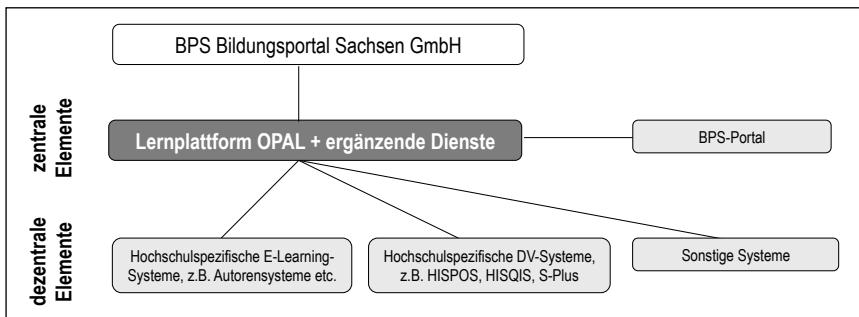 BPS Bildungsportal Sachsen GmbH
zentrale
Elemente
Lernplattform OPAL + ergänzende Dienste
BPS-Portal
dezentrale
Elemente
Hochschulspezifische E-Learning-
Systeme, z.B. Autorensysteme etc.
Hochschulspezifische DV-Systeme,
z.B. HISPOS, HISQIS, S-Plus
Sonstige Systeme